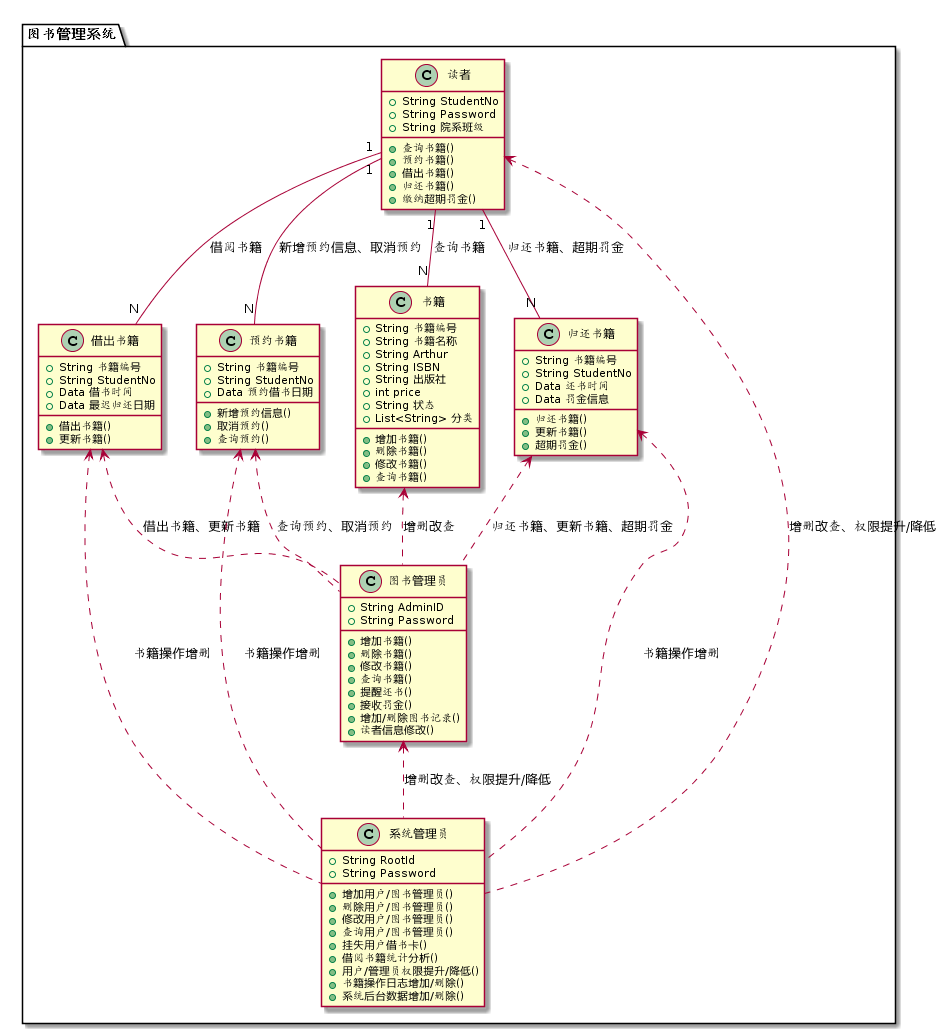 图书管理系统
C 读者
String StudentNo
String Password
String 院系班级
查询书籍()
预约书籍()
借出书籍()
归还书籍()
缴纳超期罚金()
1
1
1
1
借阅书籍
新增预约信息、取消预约
查询书籍
归还书籍、超期罚金
N
N
N
N
C 借出书籍
String 书籍编号
String StudentNo
Data 借书时间
Data 最迟归还日期
借出书籍()
更新书籍()
C 预约书籍
String 书籍编号
String StudentNo
Data 预约借书日期
新增预约信息()
取消预约()
查询预约()
C 书籍
String 书籍编号
String 书籍名称
String Arthur
String ISBN
String 出版社
int price
String 状态
List<String> 分类
增加书籍()
删除书籍()
修改书籍()
查询书籍()
C 归还书籍
String 书籍编号
String StudentNo
Data 还书时间
Data 罚金信息
归还书籍()
更新书籍()
超期罚金()
借出书籍、更新书籍
查询预约、取消预约
增删改查
归还书籍、更新书籍、超期罚金
增删改查、权限提升/降低
C 图书管理员
String AdminID
String Password
增加书籍()
删除书籍()
修改书籍()
查询书籍()
提醒还书()
接收罚金()
增加/删除图书记录()
读者信息修改()
书籍操作增删
书籍操作增删
书籍操作增删
增删改查、权限提升/降低
C 系统管理员
String RootId
String Password
增加用户/图书管理员()
删除用户/图书管理员()
修改用户/图书管理员()
查询用户/图书管理员()
挂失用户借书卡()
借阅书籍统计分析()
用户/管理员权限提升/降低()
书籍操作日志增加/删除()
系统后台数据增加/删除()